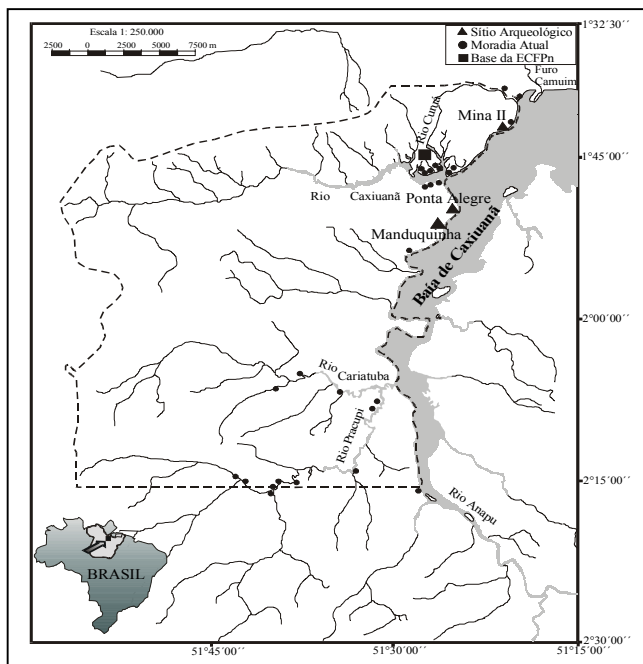 Escala 1: 250.000
2500 0 2500 5000 7500 m
Sítio Arqueológico
Moradia Atual
Base da ECFPn
1°32´30´´
Furo
Camuim
Mina II
Rio Curuá
1°45´00´´
Rio Caxiuanã
Ponta Alegre
Manduquinha
Baía de Caxiuanã
2°00´00´´
Rio
Cariatuba
Rio Pracupi
2°15´00´´
Rio Anapu
BRASIL
2°30´00´´
51°45´00´´ 51°30´00´´ 51°15´00´´